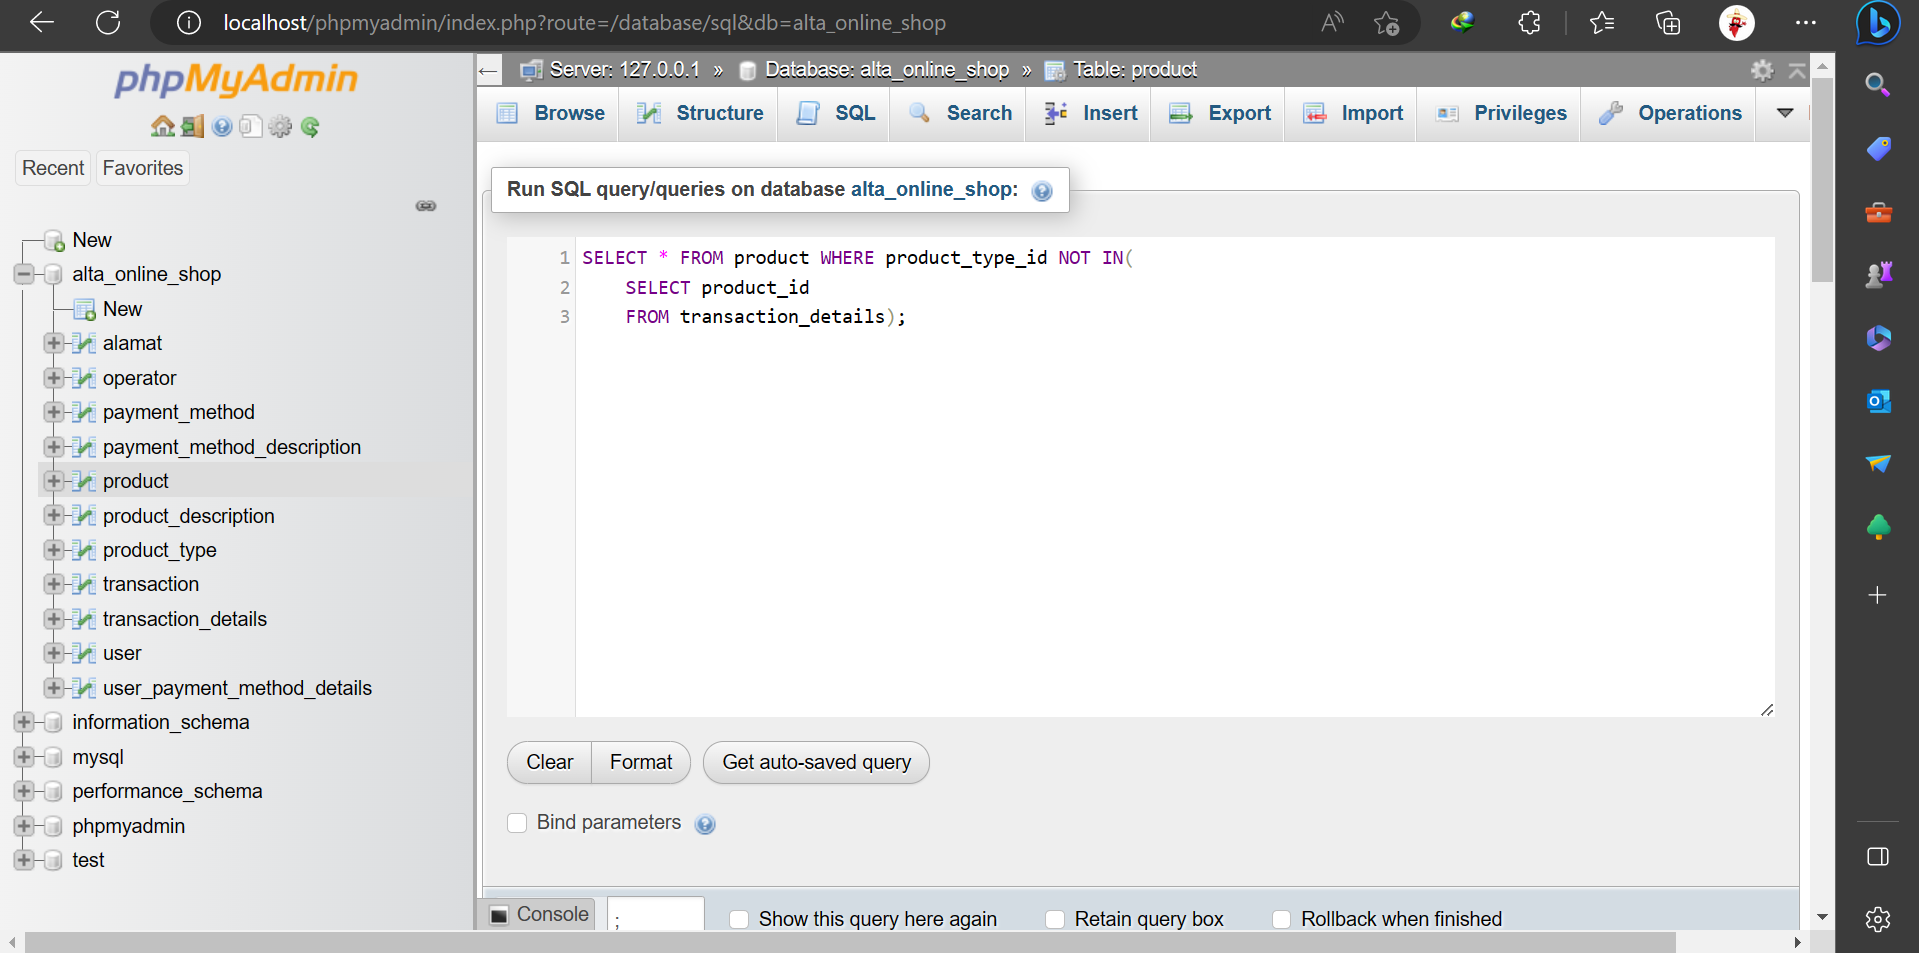 localhost/phpmyadmin/index.php?route=/database/sql&db=alta_online_shop
phpMyAdmin
Recent Favorites
New
alta_online_shop
New
alamat
operator
payment_method
payment_method_description
product
product_description
product_type
transaction
transaction_details
user
user_payment_method_details
information_schema
mysql
performance_schema
phpmyadmin
test
Server: 127.0.0.1 » Database: alta_online_shop » Table: product
Browse Structure SQL Search Insert Export Import Privileges Operations
Run SQL query/queries on database alta_online_shop:
1 SELECT * FROM product WHERE product_type_id NOT IN(
2 SELECT product_id
3 FROM transaction_details);
Clear Format Get auto-saved query
Bind parameters
Console ; Show this query here again Retain query box Rollback when finished